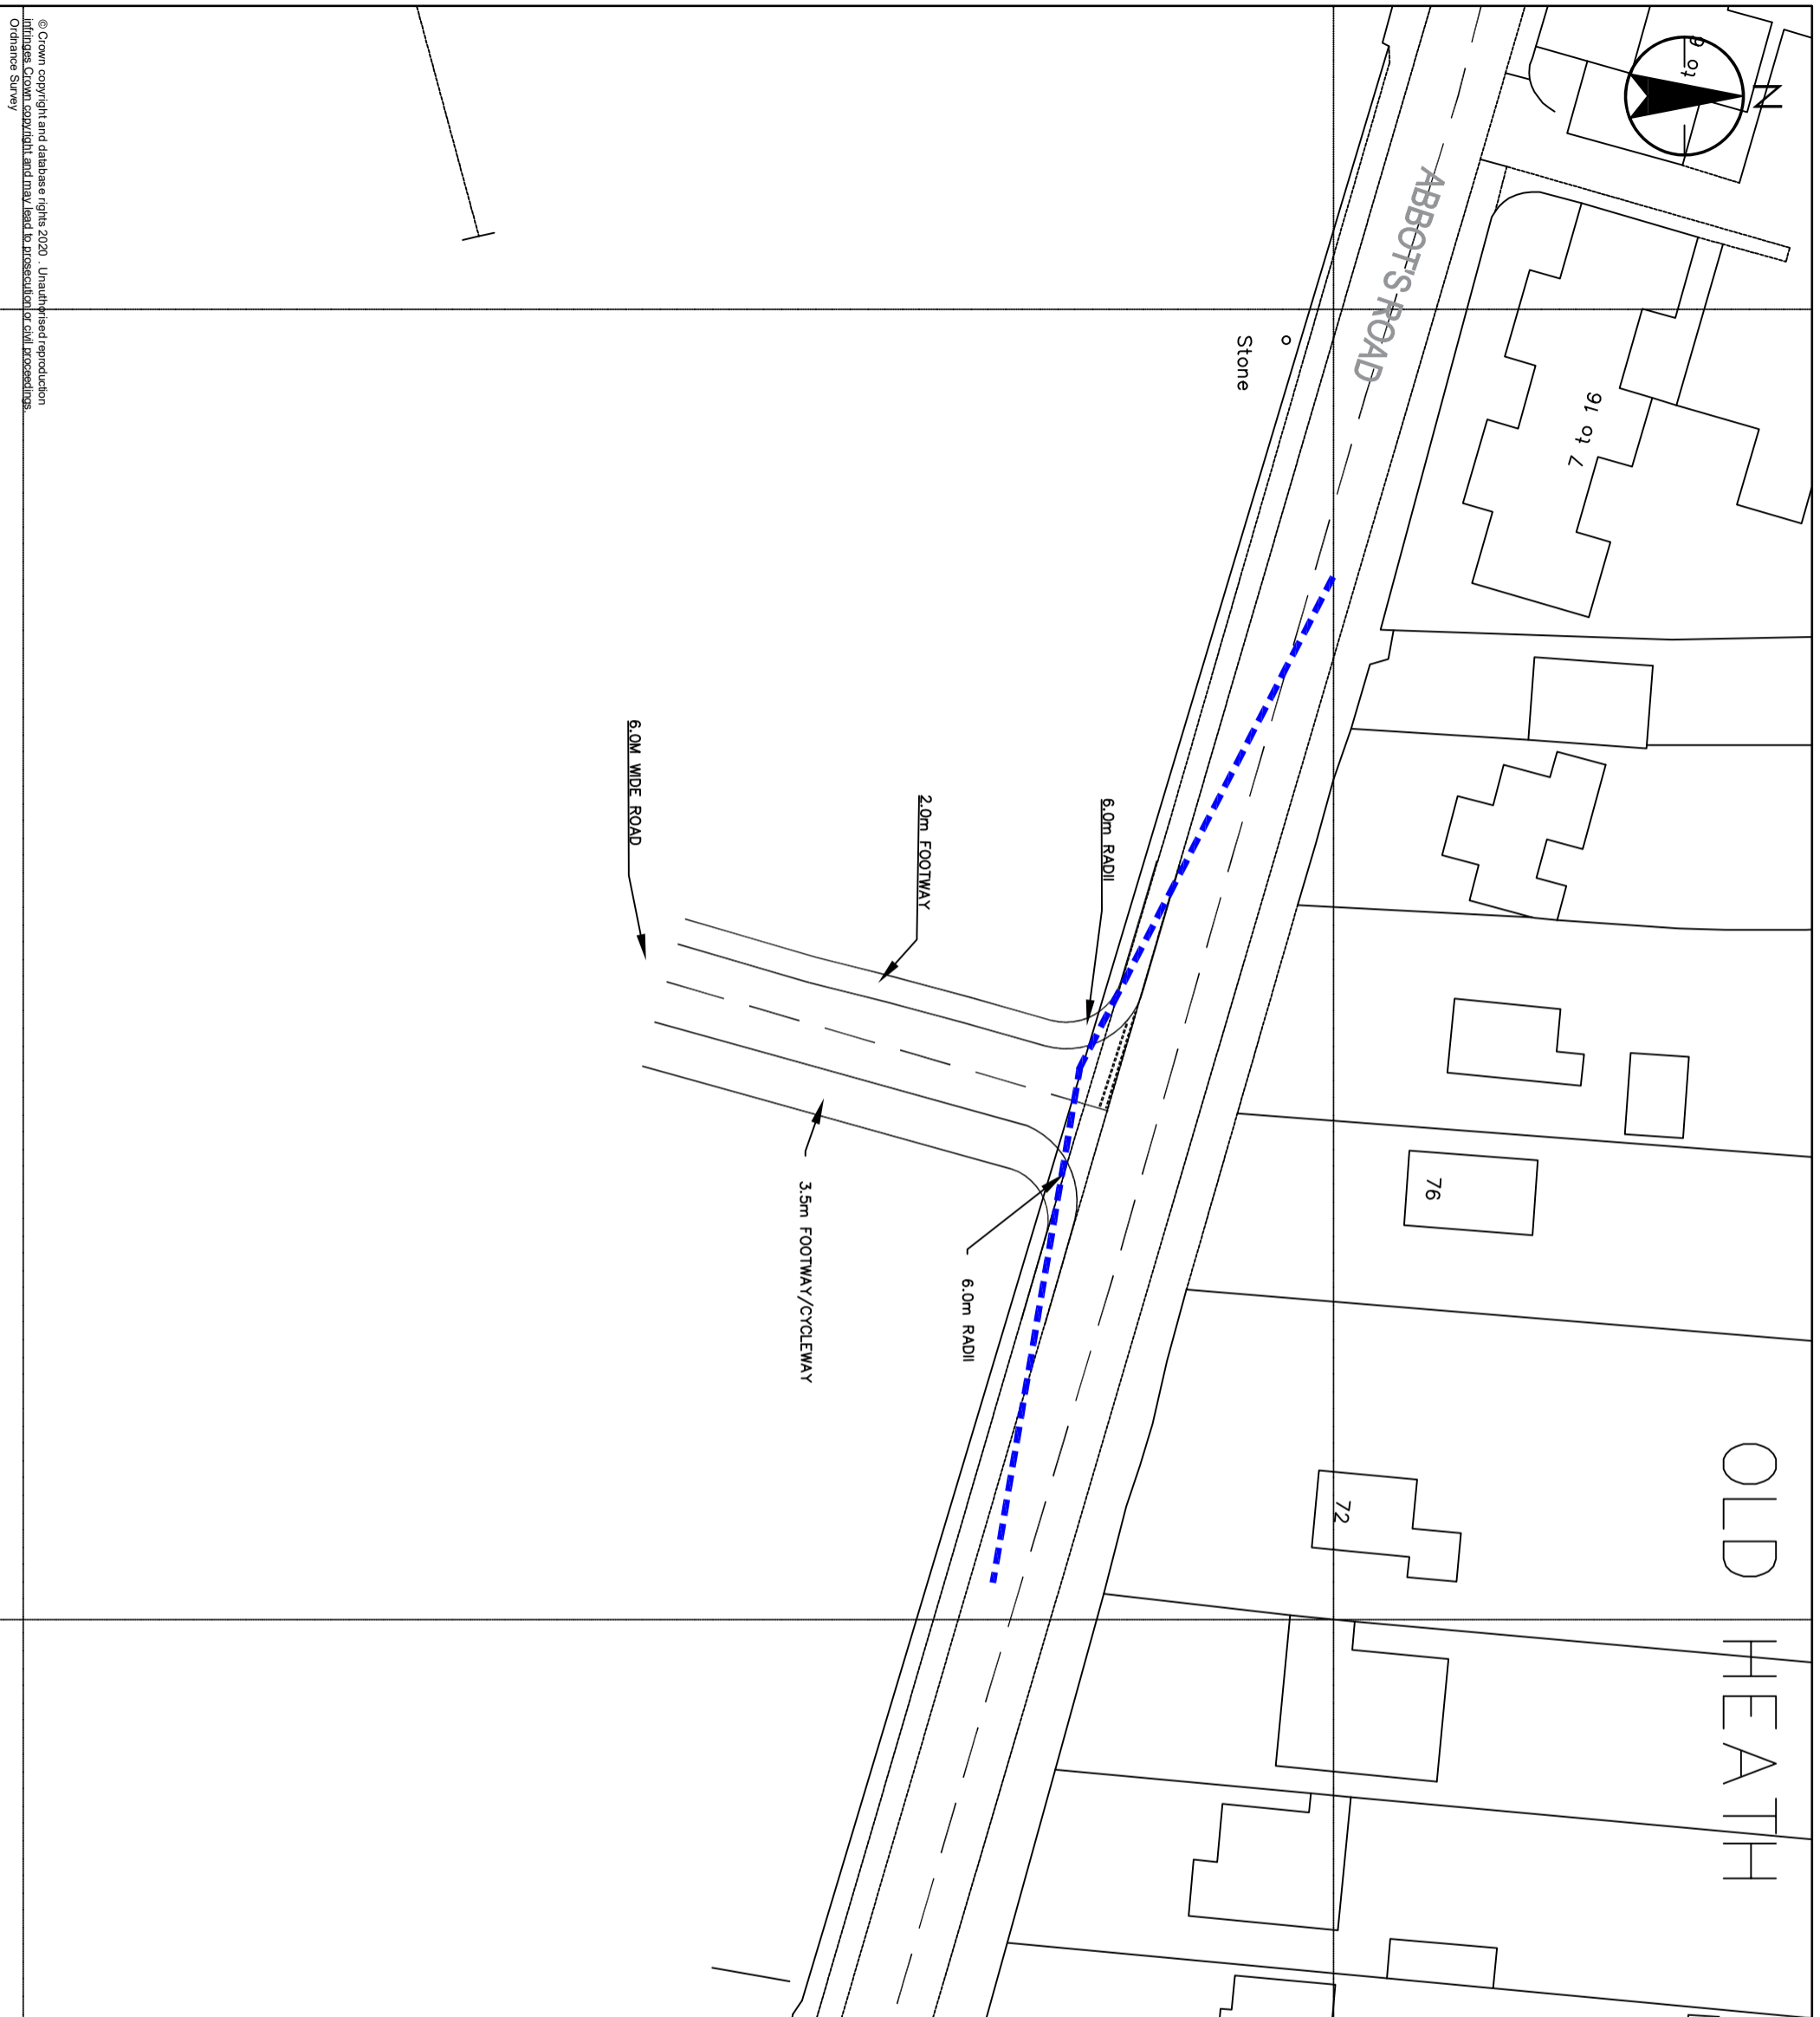 N
6 to
ABBOT'S ROAD
7 to 16
Stone
6.0m RADII
2.0m FOOTWAY
6.0M WIDE ROAD
76
6.0m RADII
3.5m FOOTWAY/CYCLEWAY
72
OLD HEATH
© Crown copyright and database rights 2020 . Unauthorised reproduction
infringes Crown copyright and may lead to prosecution or civil proceedings.
Ordnance Survey